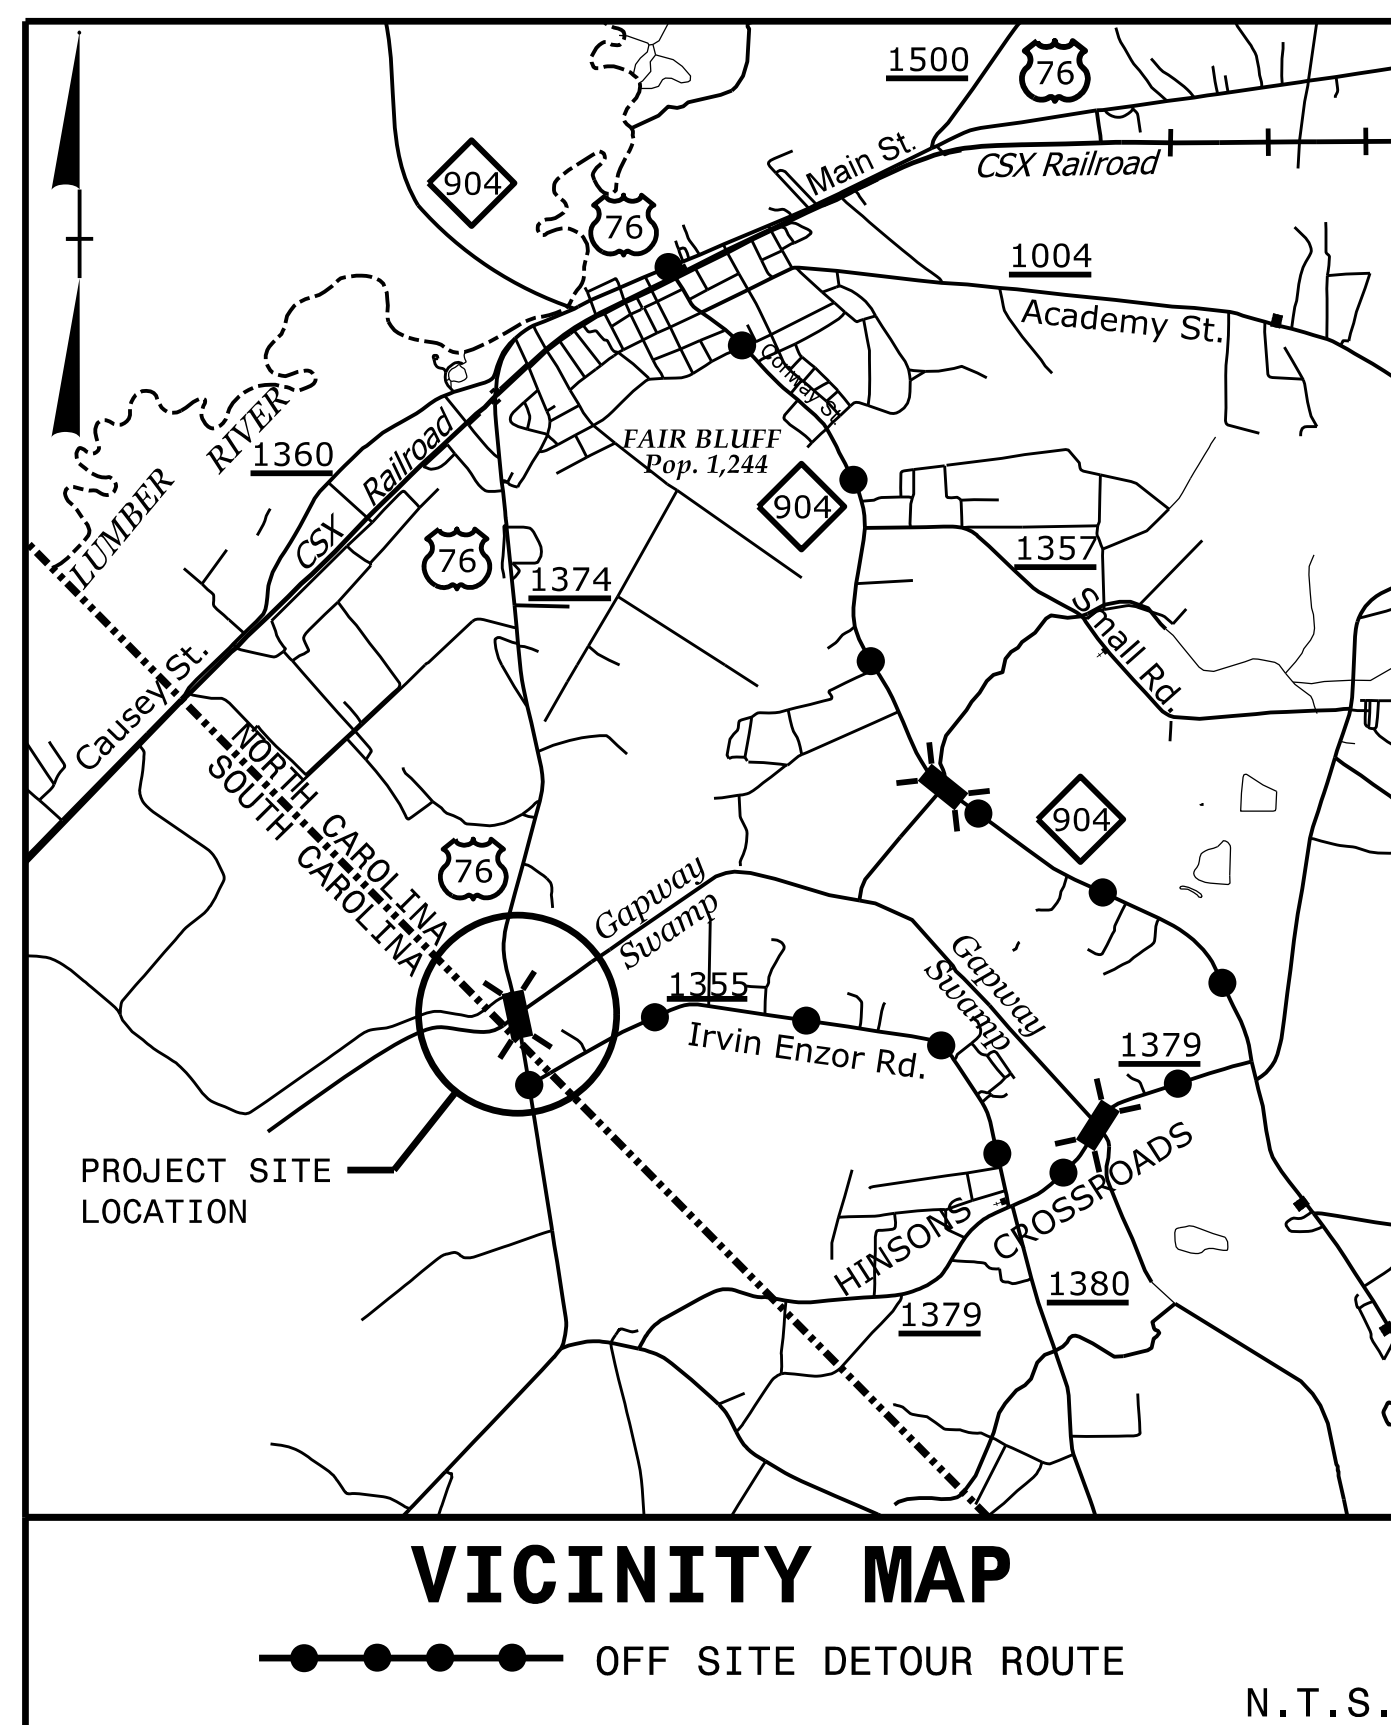 1500
76
Main St.
CSX Railroad
904
76
1004
Academy St.
Conway St.
RIVER
LUMBER
1360
CSX Railroad
FAIR BLUFF
Pop. 1,244
904
76
1374
1357
Small Rd.
Causey St.
NORTH CAROLINA
SOUTH CAROLINA
904
76
Gapway
Swamp
Gapway
Swamp
1355
Irvin Enzor Rd.
1379
PROJECT SITE
LOCATION
HINSONS
CROSSROADS
1380
1379
VICINITY MAP
OFF SITE DETOUR ROUTE
N.T.S.